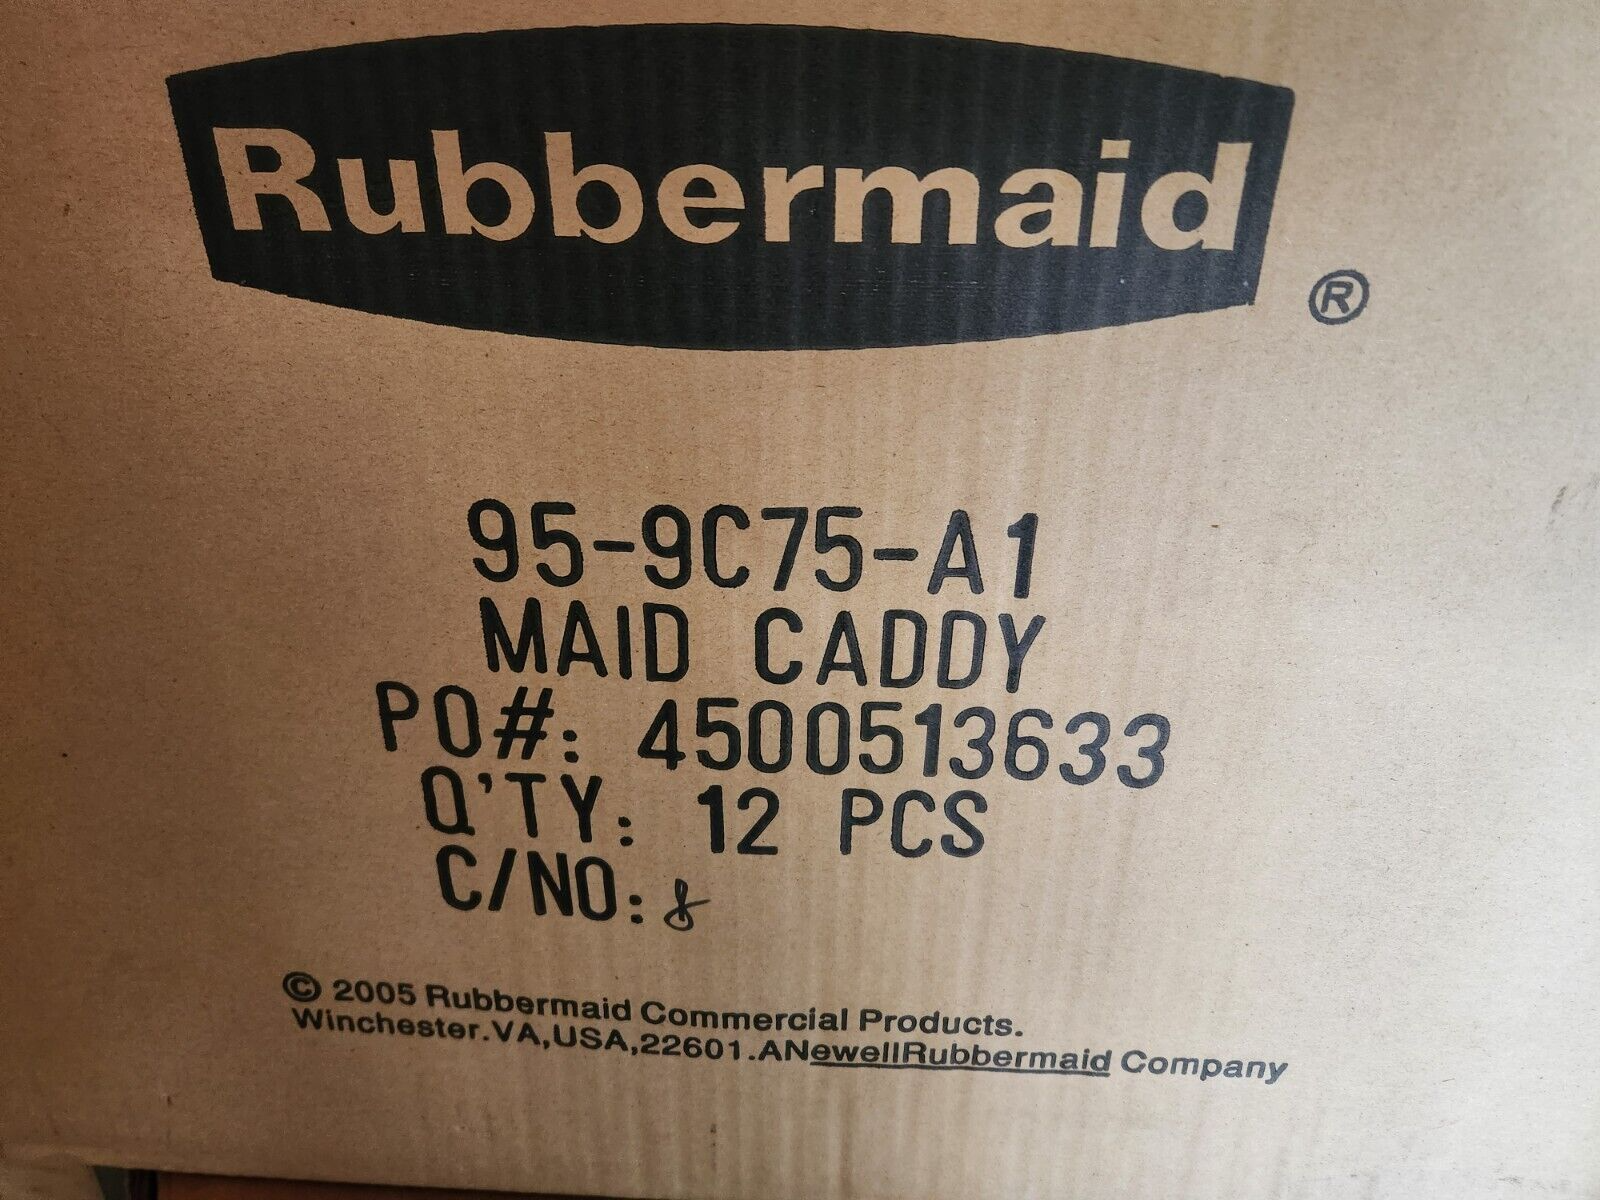 Rubbermaid
®
95-9C75-A1
MAID CADDY
PO#: 4500513633
Q'TY: 12 PCS
C/NO: 8
© 2005 Rubbermaid Commercial Products.
Winchester.VA,USA,22601.ANewellRubbermaid Company